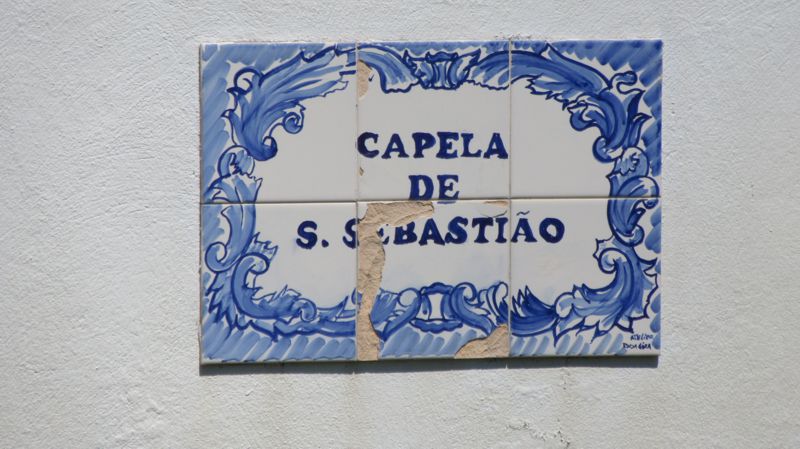 CAPELA
DE
S. SEBASTIÃO